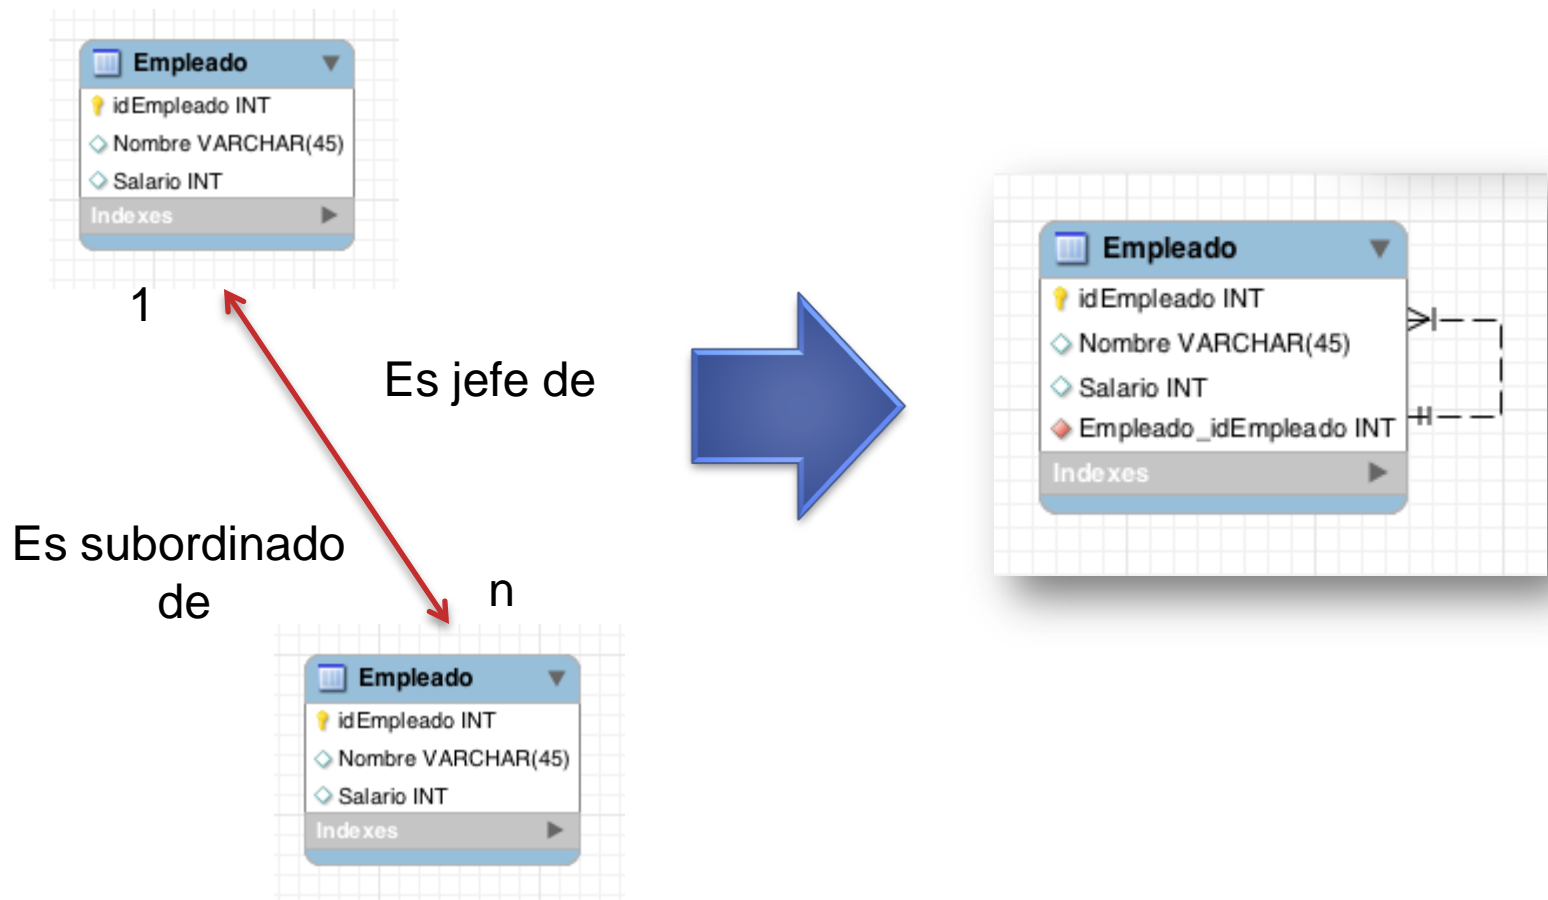 Empleado
idEmpleado INT
Nombre VARCHAR(45)
Salario INT
Indexes
1
Es jefe de
Es subordinado
de
n
Empleado
idEmpleado INT
Nombre VARCHAR(45)
Salario INT
Indexes
Empleado
idEmpleado INT
Nombre VARCHAR(45)
Salario INT
Empleado_idEmpleado INT
Indexes